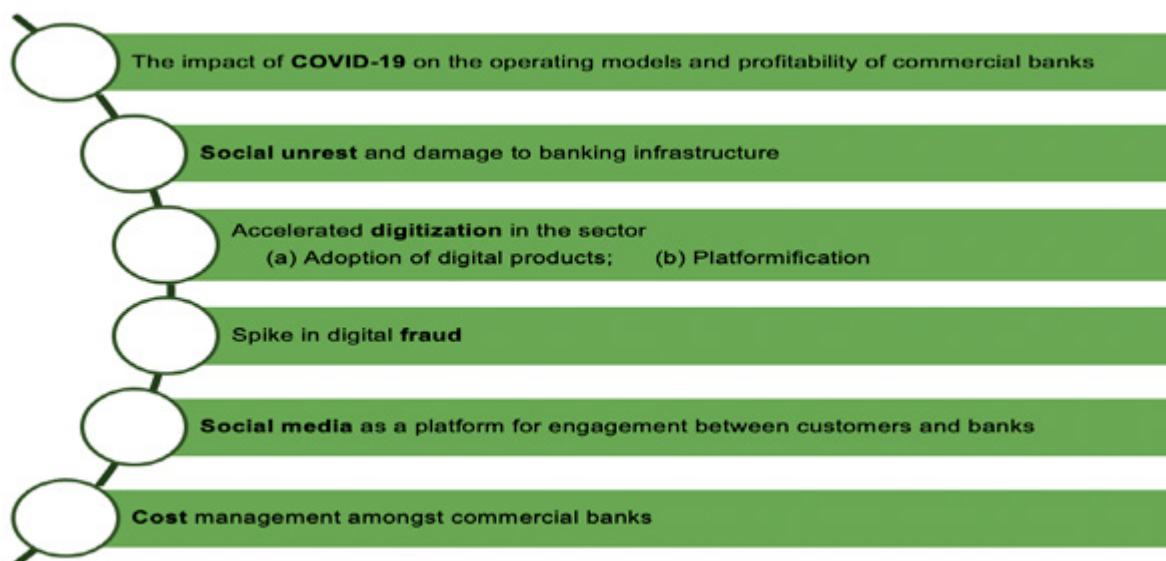 The impact of COVID-19 on the operating models and profitability of commercial banks
Social unrest and damage to banking infrastructure
Accelerated digitization in the sector
(a) Adoption of digital products; (b) Platformification
Spike in digital fraud
Social media as a platform for engagement between customers and banks
Cost management amongst commercial banks